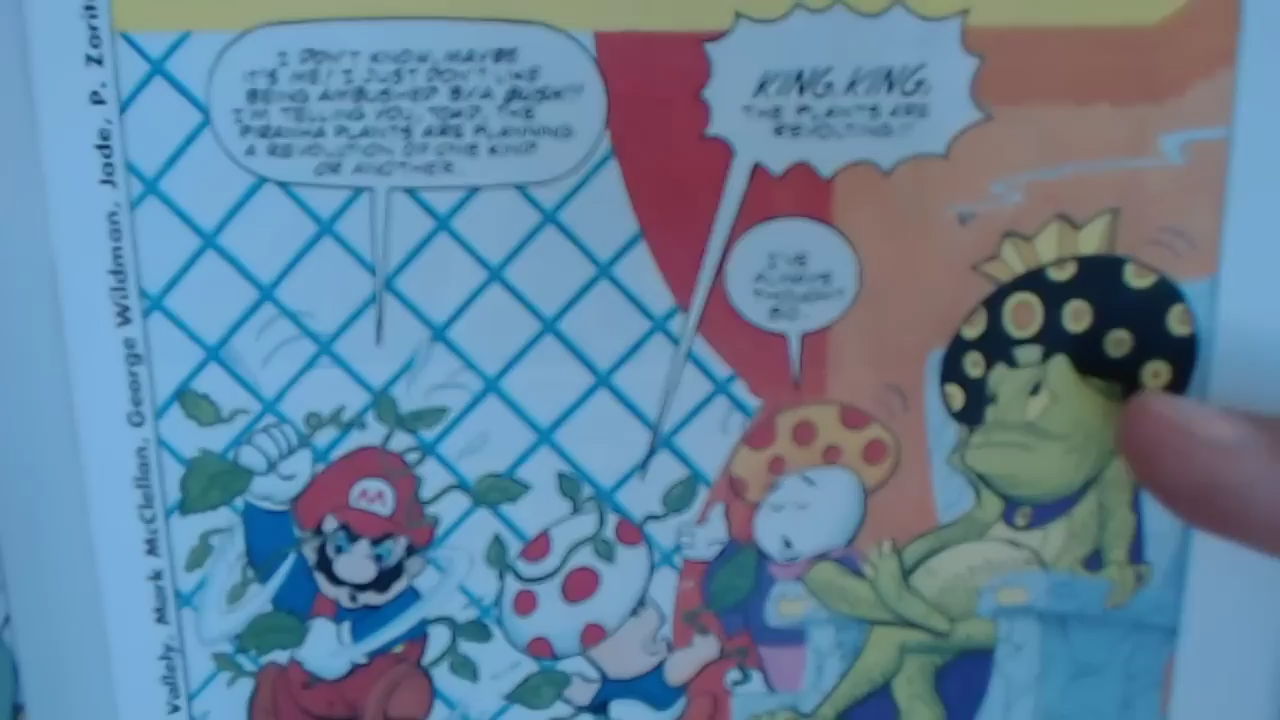 I DON'T KNOW, MAYBE
IT'S ME! I JUST DON'T LIKE
BEING AMBUSHED BY A BUSH!!
I'M TELLING YOU, TOAD, THE
PIRANHA PLANTS ARE PLANNING
A REVOLUTION OF ONE KIND
OR ANOTHER.
KING, KING,
THE PLANTS ARE
REVOLTING!!
I'VE
ALWAYS
THOUGHT
SO.
M
Vallely, Mark McClellan, George Wildman, Jade, P. Zorit